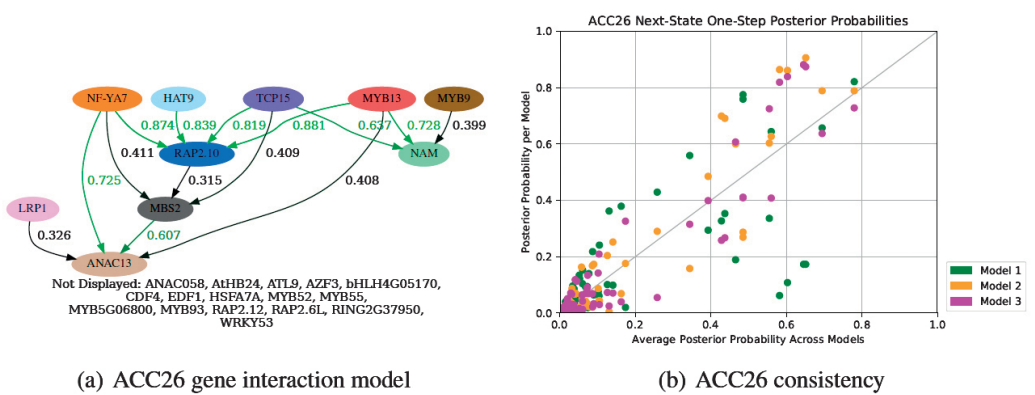 NF-YA7
HAT9
TCP15
MYB13
MYB9
0.874
0.839
0.819
0.881
0.637
0.728
0.399
0.411
RAP2.10
0.409
NAM
0.725
0.315
0.408
LRP1
MBS2
0.326
0.607
ANAC13
Not Displayed: ANAC058, AtHB24, ATL9, AZF3, bHLH4G05170,
CDF4, EDF1, HSFA7A, MYB52, MYB55,
MYB5G06800, MYB93, RAP2.12, RAP2.6L, RING2G37950,
WRKY53
(a) ACC26 gene interaction model
ACC26 Next-State One-Step Posterior Probabilities
Posterior Probability per Model
1.0
0.8
0.6
0.4
0.2
0.0
0.0
0.2
0.4
0.6
0.8
1.0
Average Posterior Probability Across Models
Model 1
Model 2
Model 3
(b) ACC26 consistency